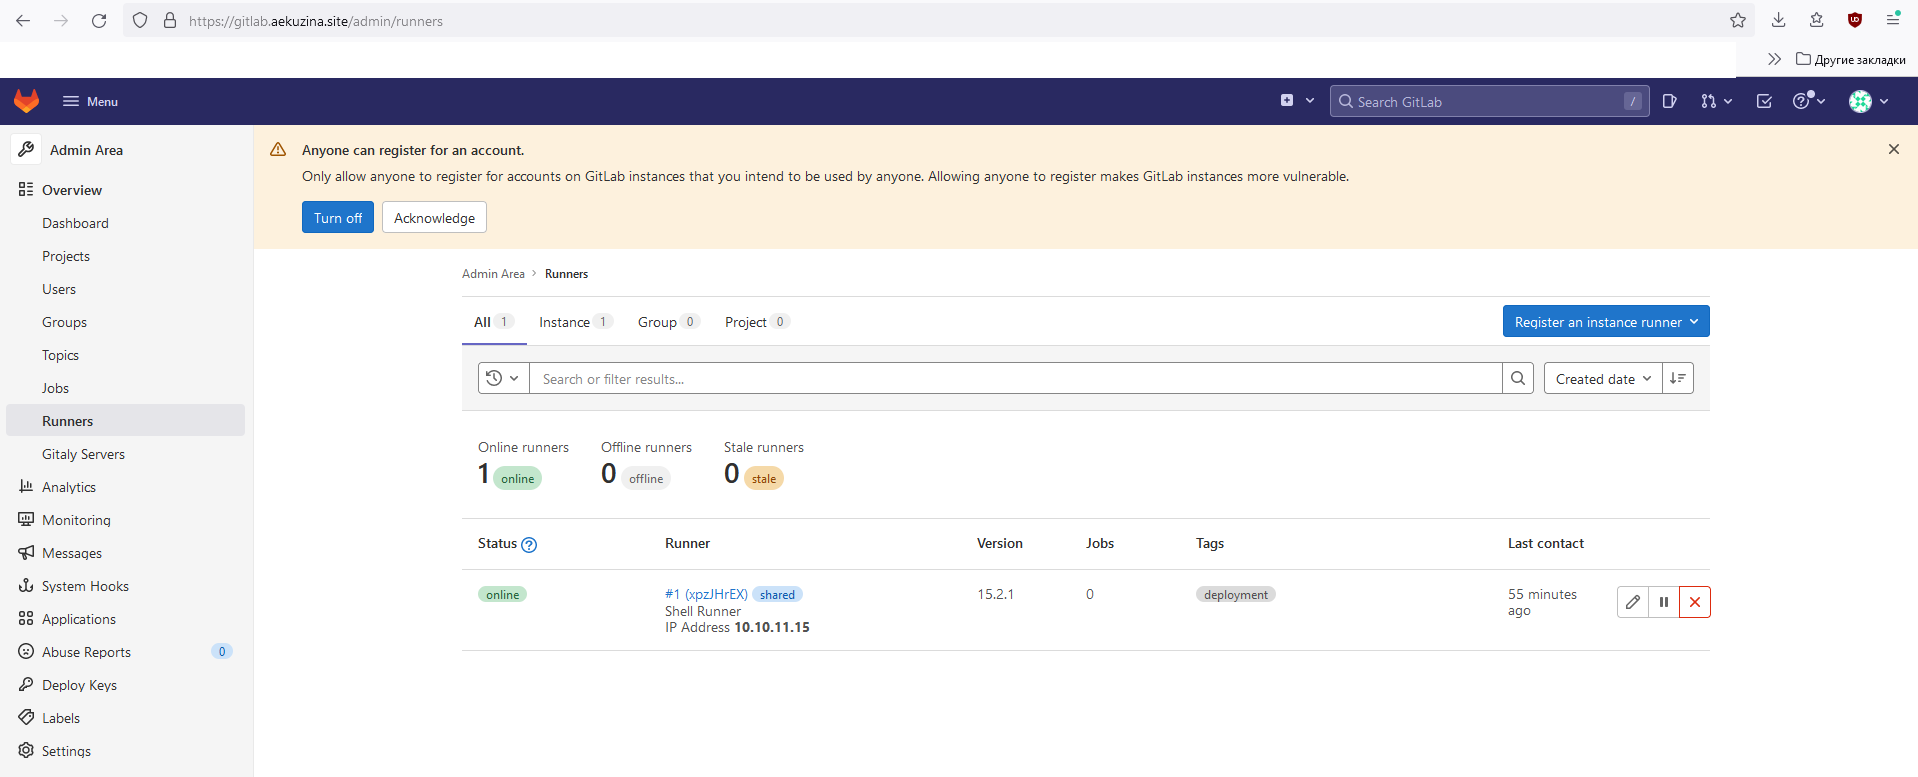 https://gitlab.aekuzina.site/admin/runners
Другие закладки
Menu
Search GitLab /
Admin Area
Overview
Dashboard
Projects
Users
Groups
Topics
Jobs
Runners
Gitaly Servers
Analytics
Monitoring
Messages
System Hooks
Applications
Abuse Reports 0
Deploy Keys
Labels
Settings
Anyone can register for an account.
Only allow anyone to register for accounts on GitLab instances that you intend to be used by anyone. Allowing anyone to register makes GitLab instances more vulnerable.
Turn off Acknowledge
Admin Area > Runners
All 1 Instance 1 Group 0 Project 0 Register an instance runner
Search or filter results... Created date
Online runners Offline runners Stale runners
1 online 0 offline 0 stale
Status ? Runner Version Jobs Tags Last contact
online #1 (xpzJHrEX) shared 15.2.1 0 deployment 55 minutes ago
Shell Runner
IP Address 10.10.11.15